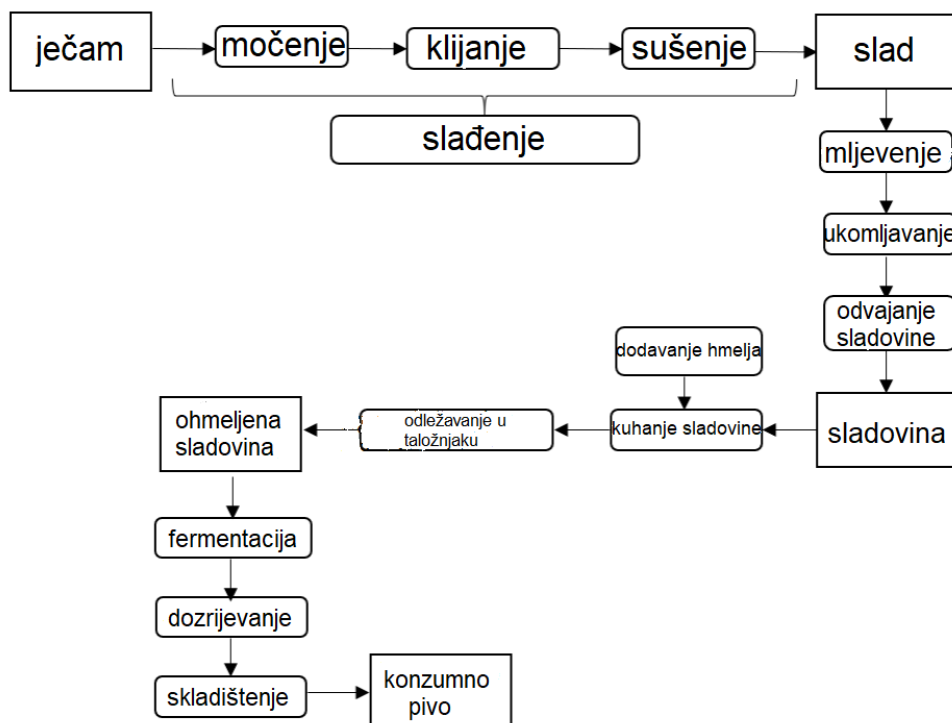 ječam
močenje
klijanje
sušenje
slad
slađenje
mljevenje
ukomljavanje
odvajanje
sladovine
dodavanje hmelja
ohmeljena
sladovina
odležavanje u
taložnjaku
kuhanje sladovine
sladovina
fermentacija
dozrijevanje
skladištenje
konzumno
pivo